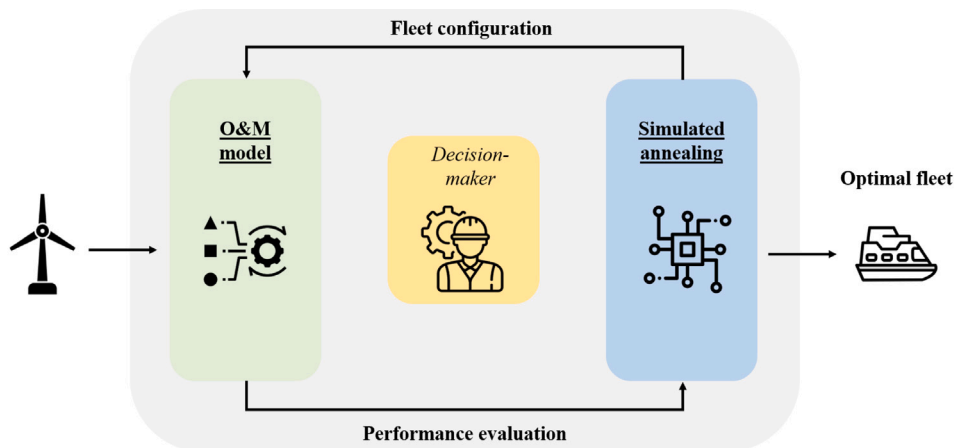 Fleet configuration
O&M
model
Decision-
maker
Simulated
annealing
Optimal fleet
Performance evaluation